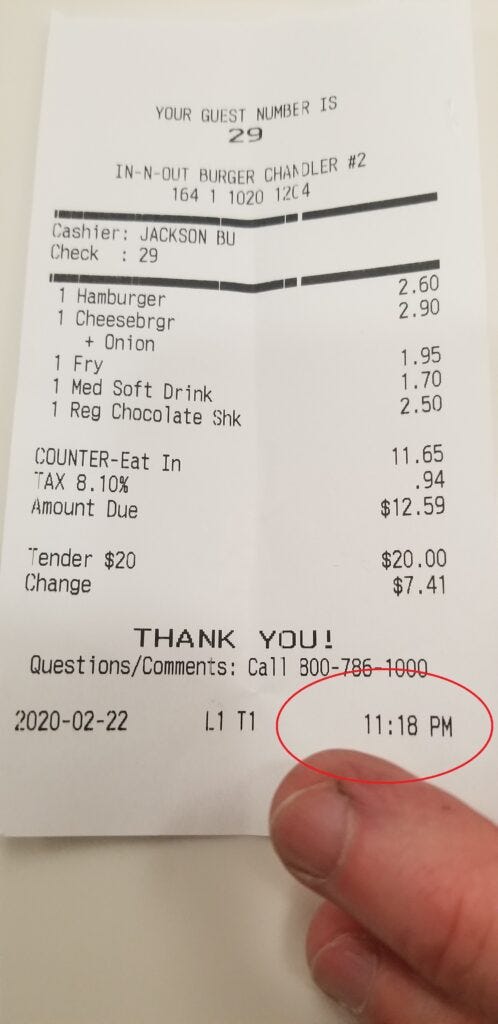 YOUR GUEST NUMBER IS
29
IN-N-OUT BURGER CHANDLER #2
164 1 1020 1204
Cashier: JACKSON BU
Check : 29
1 Hamburger 2.60
1 Cheesebrgr 2.90
+ Onion
1 Fry 1.95
1 Med Soft Drink 1.70
1 Reg Chocolate Shk 2.50
COUNTER-Eat In 11.65
TAX 8.10% .94
Amount Due $12.59
Tender $20 $20.00
Change $7.41
THANK YOU!
Questions/Comments: Call 800-786-1000
2020-02-22 L1 T1 11:18 PM